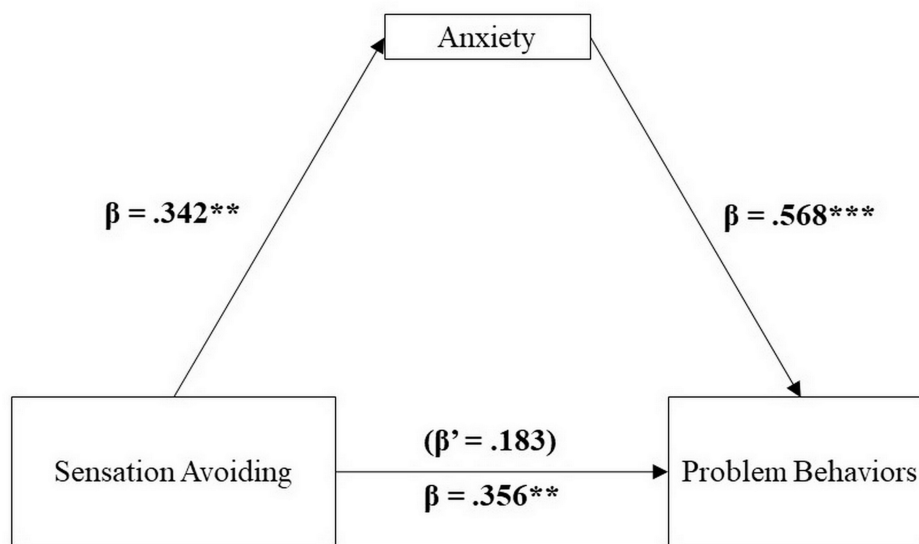 Anxiety
β = .342**
β = .568***
(β’ = .183)
Sensation Avoiding
Problem Behaviors
β = .356**